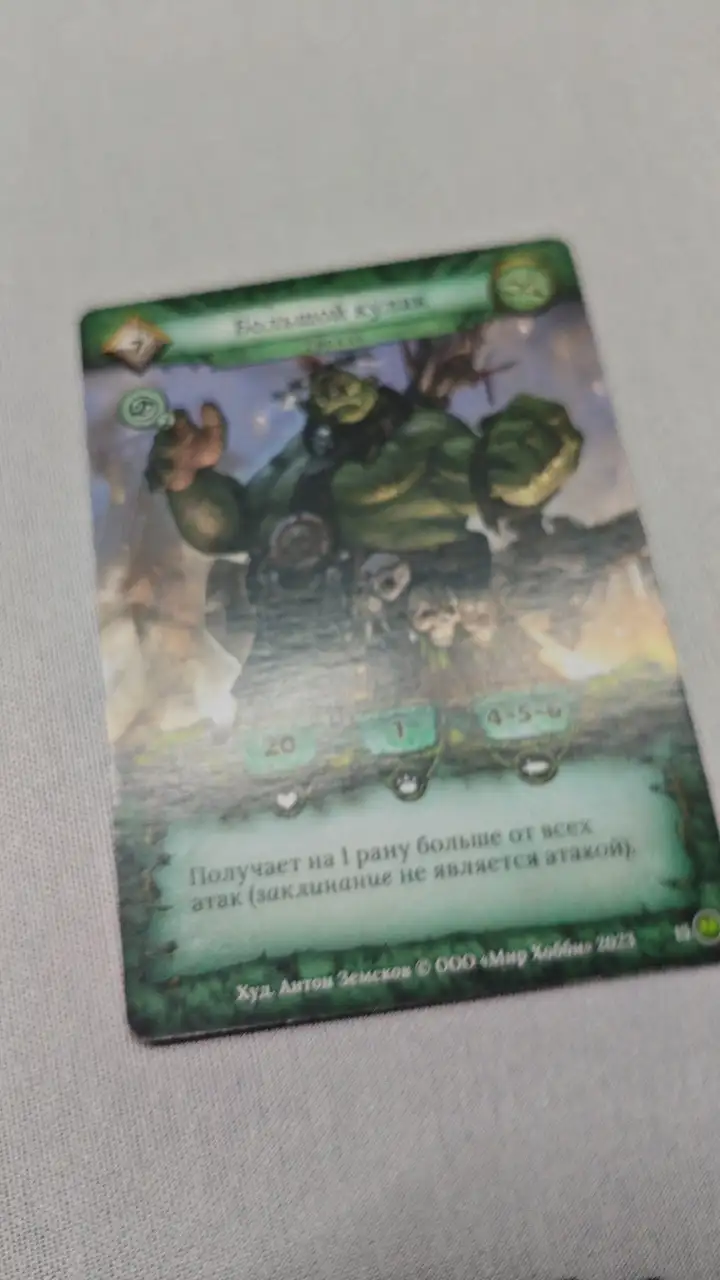 7
Большой кулак
20
1
4-5-6
Получает на 1 рану больше от всех
атак (заклинание не является атакой).
Худ. Антон Земсков © ООО «Мир Хобби» 2023